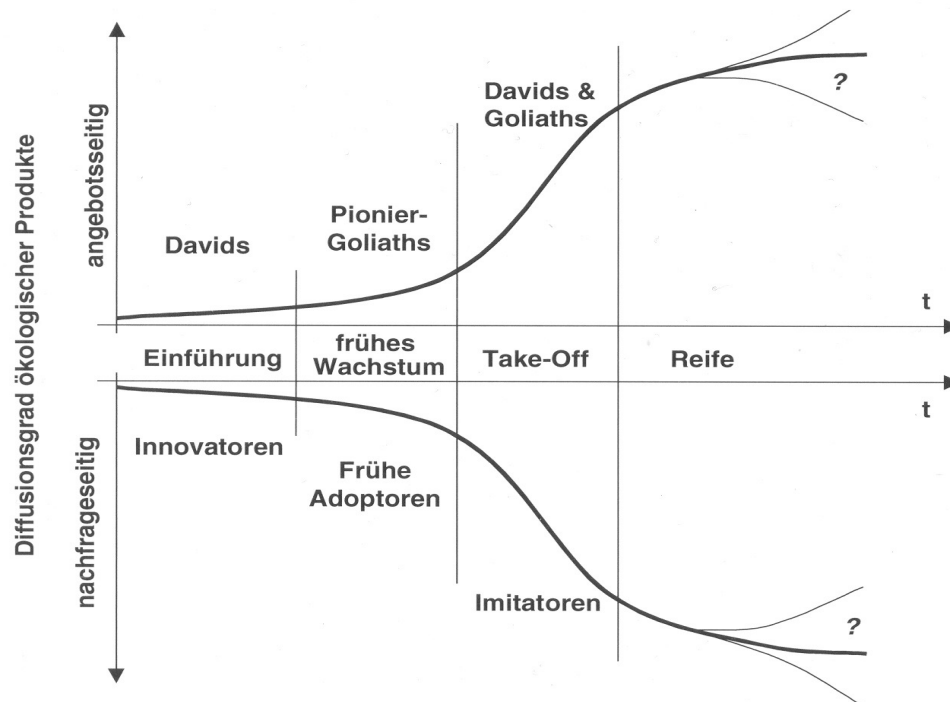 Diffusionsgrad ökologischer Produkte
angebotsseitig
nachfrageseitig
Davids
Pionier-
Goliaths
Davids &
Goliaths
?
t
Einführung
frühes
Wachstum
Take-Off
Reife
t
Innovatoren
Frühe
Adoptoren
Imitatoren
?